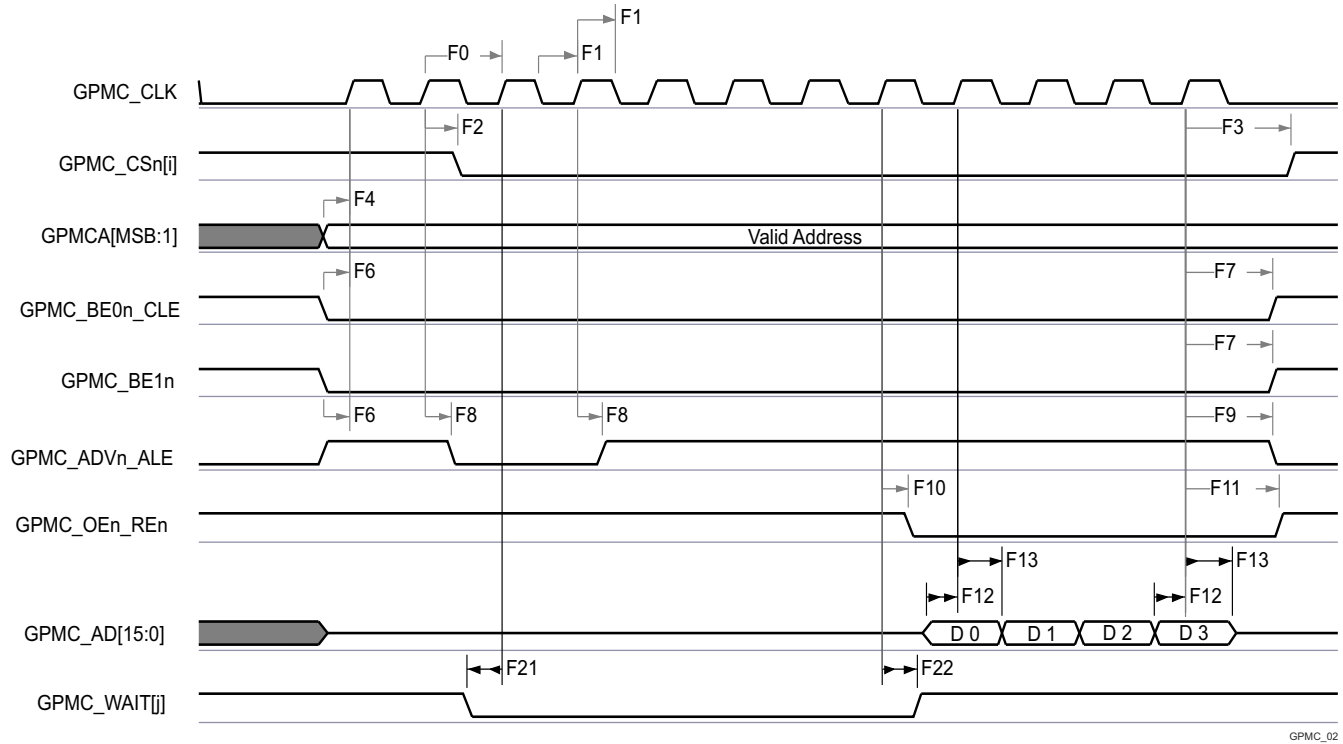 F1
F0
F1
GPMC_CLK
F2
F3
GPMC_CSn[i]
F4
GPMCA[MSB:1]
Valid Address
F6
F7
GPMC_BE0n_CLE
F7
GPMC_BE1n
F6
F8
F8
F9
GPMC_ADVn_ALE
F10
F11
GPMC_OEn_REn
F13
F13
F12
F12
GPMC_AD[15:0]
D 0
D 1
D 2
D 3
F21
F22
GPMC_WAIT[j]
GPMC_02